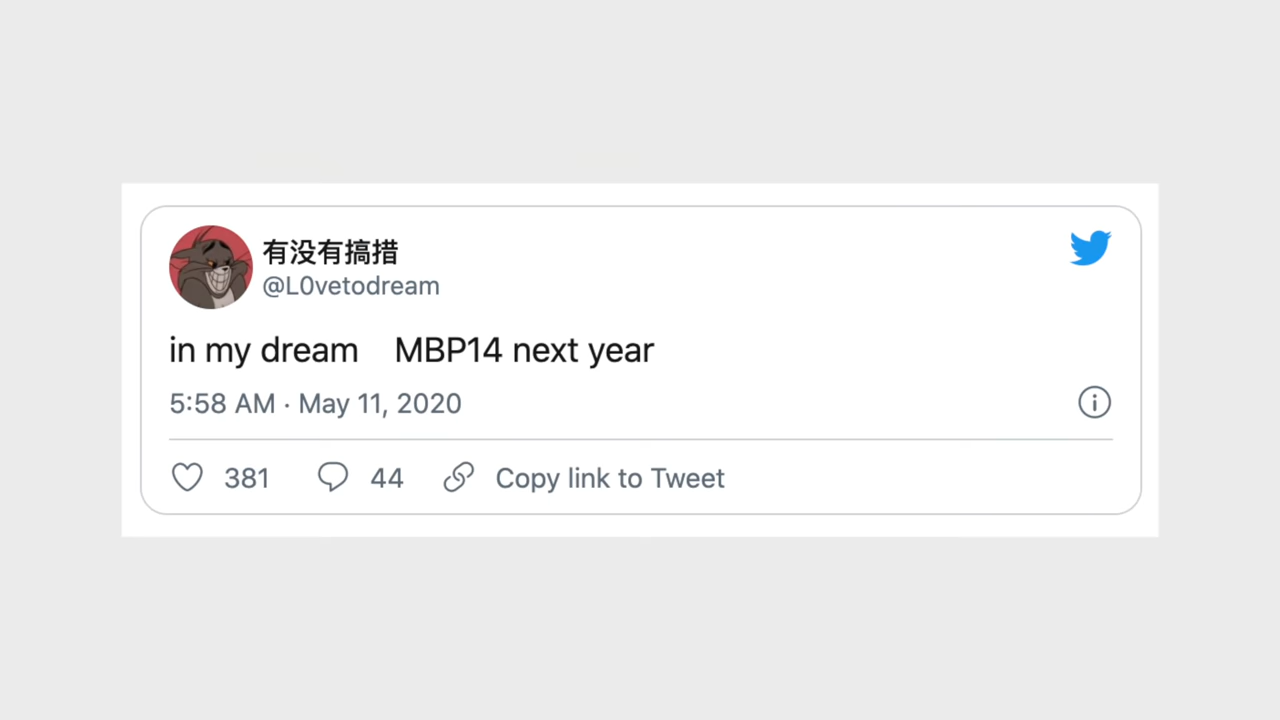 有没有搞措
@L0vetodream
in my dream MBP14 next year
5:58 AM · May 11, 2020
381 44 Copy link to Tweet